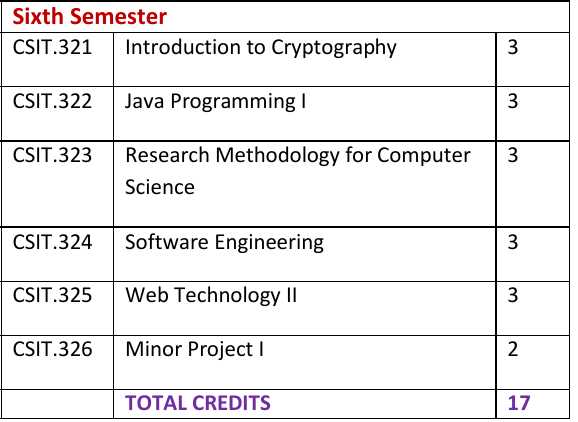 Sixth Semester
CSIT.321 Introduction to Cryptography 3
CSIT.322 Java Programming I 3
CSIT.323 Research Methodology for Computer 3
Science
CSIT.324 Software Engineering 3
CSIT.325 Web Technology II 3
CSIT.326 Minor Project I 2
TOTAL CREDITS 17